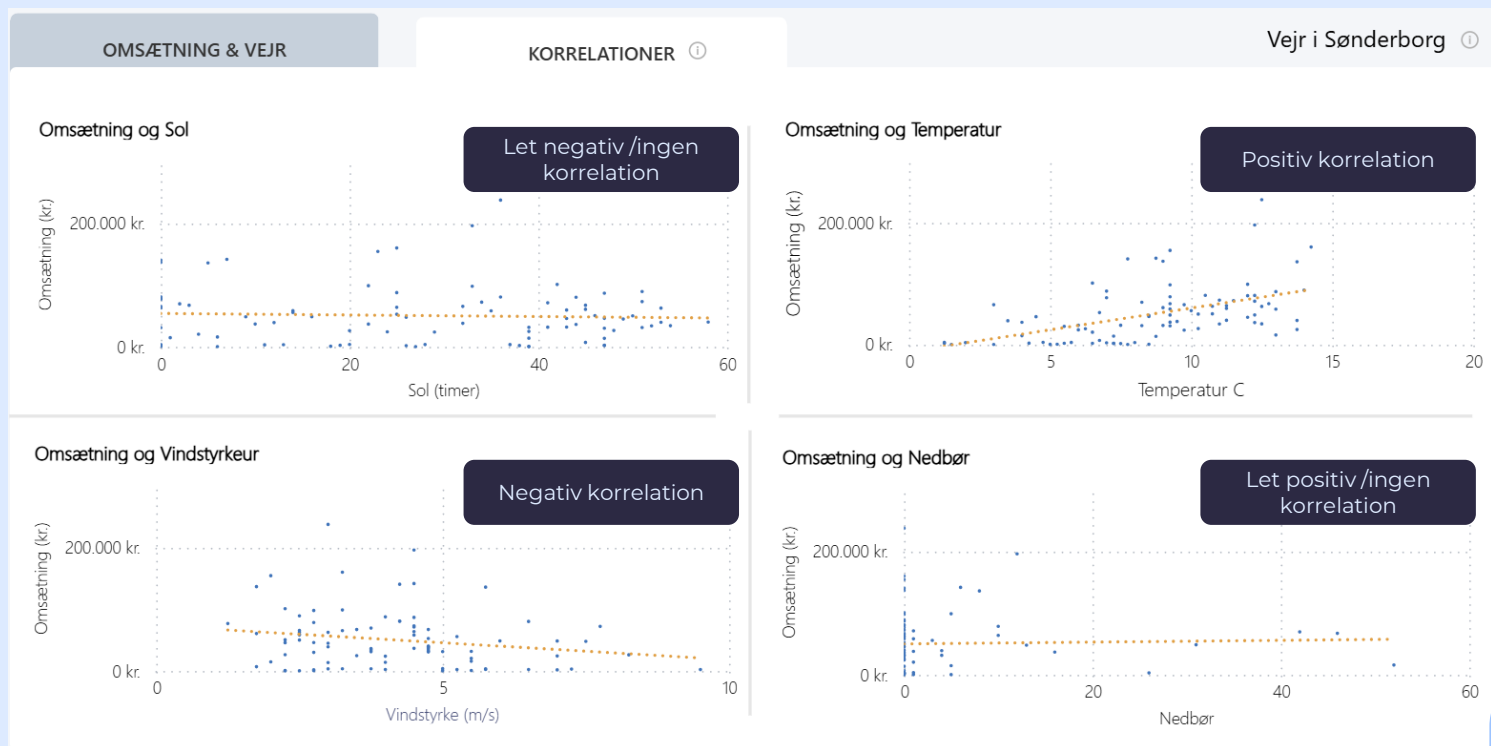 OMSÆTNING & VEJR
KORRELATIONER
Vejr i Sønderborg
Omsætning og Sol
Let negativ /ingen
korrelation
Omsætning (kr.)
200.000 kr.
0 kr.
0
20
40
60
Sol (timer)
Omsætning og Temperatur
Positiv korrelation
Omsætning (kr.)
200.000 kr.
0 kr.
0
5
10
15
20
Temperatur C
Omsætning og Vindstyrkeur
Negativ korrelation
Omsætning (kr.)
200.000 kr.
0 kr.
0
5
10
Vindstyrke (m/s)
Omsætning og Nedbør
Let positiv /ingen
korrelation
Omsætning (kr.)
200.000 kr.
0 kr.
0
20
40
60
Nedbør